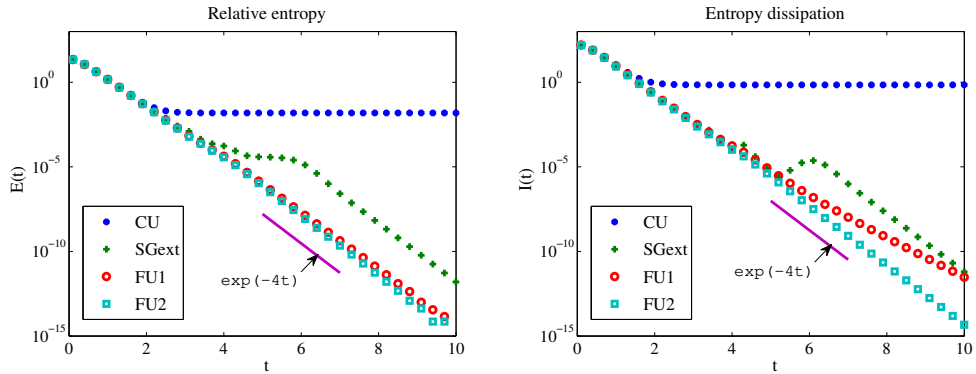 Relative entropy
E(t)
10^0
10^-5
10^-10
10^-15
CU
SGext
FU1
FU2
exp(-4t)
0 2 4 6 8 10
t
Entropy dissipation
I(t)
10^0
10^-5
10^-10
10^-15
CU
SGext
FU1
FU2
exp(-4t)
0 2 4 6 8 10
t